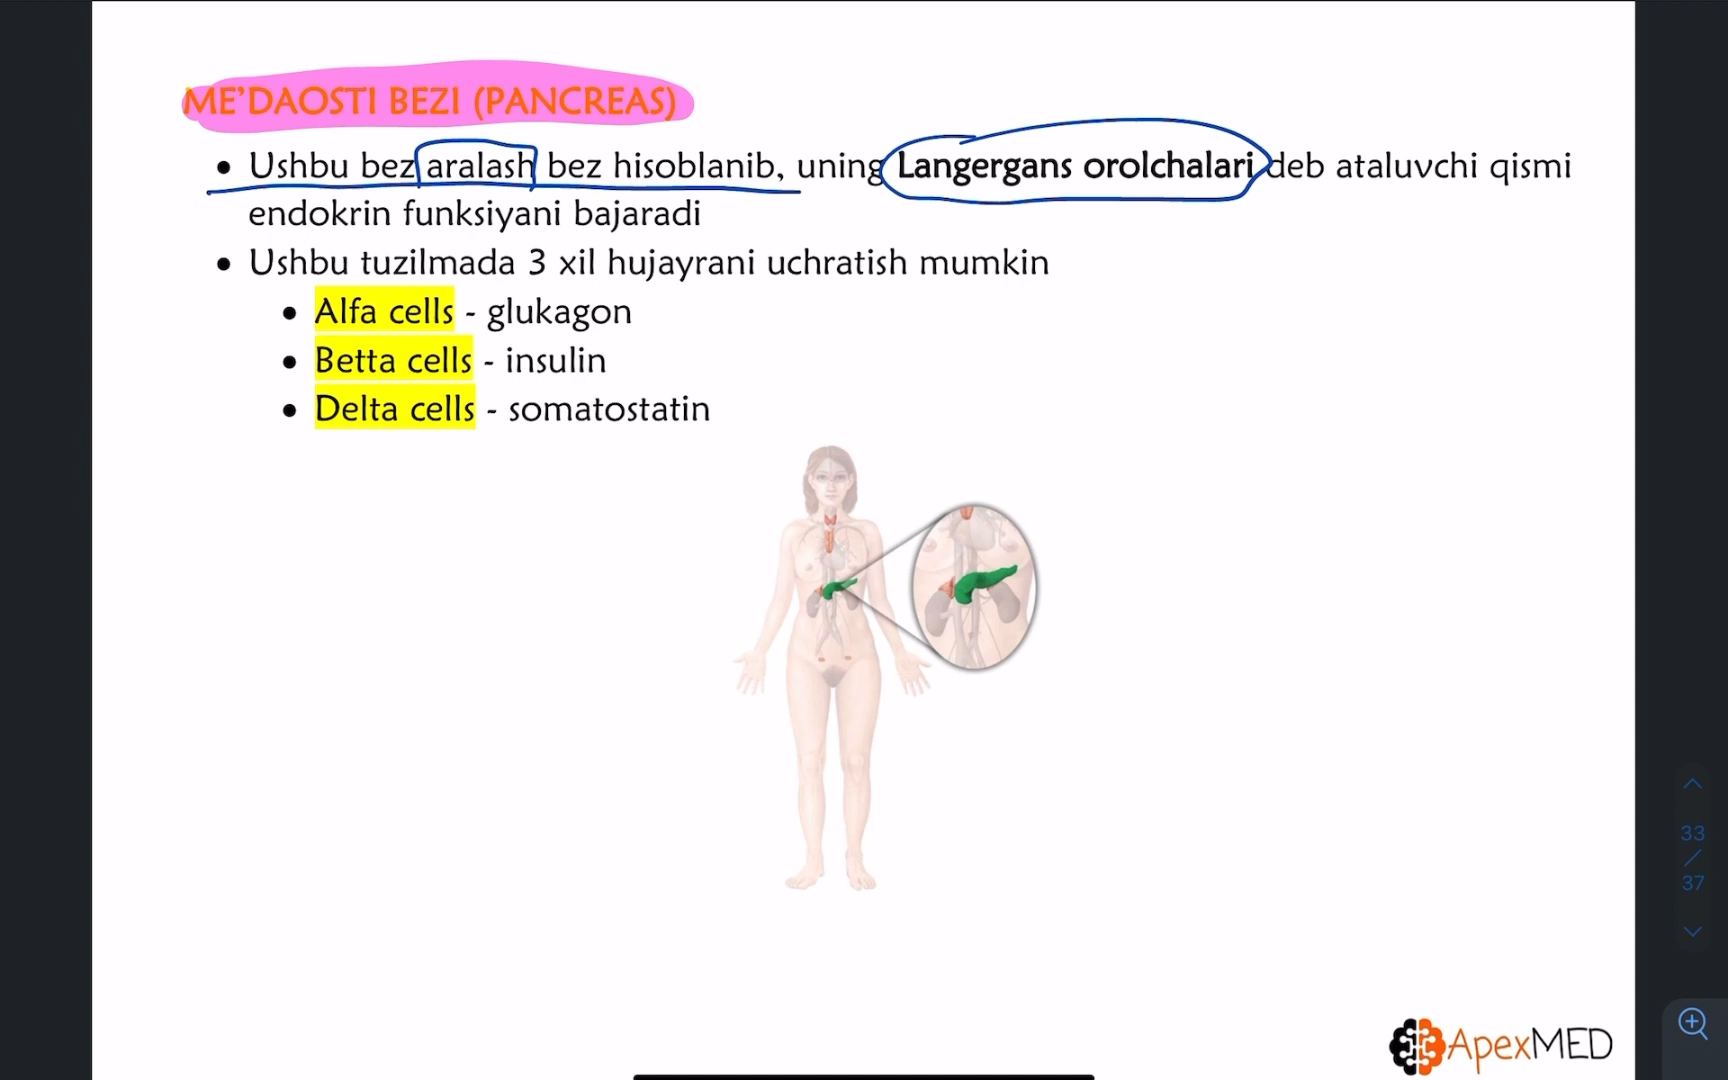 ME'DAOSTI BEZI (PANCREAS)
• Ushbu bez aralash bez hisoblanib, uning Langergans orolchalari deb ataluvchi qismi
endokrin funksiyani bajaradi
• Ushbu tuzilmada 3 xil hujayrani uchratish mumkin
• Alfa cells - glukagon
• Betta cells - insulin
• Delta cells - somatostatin
33
/
37
ApexMED